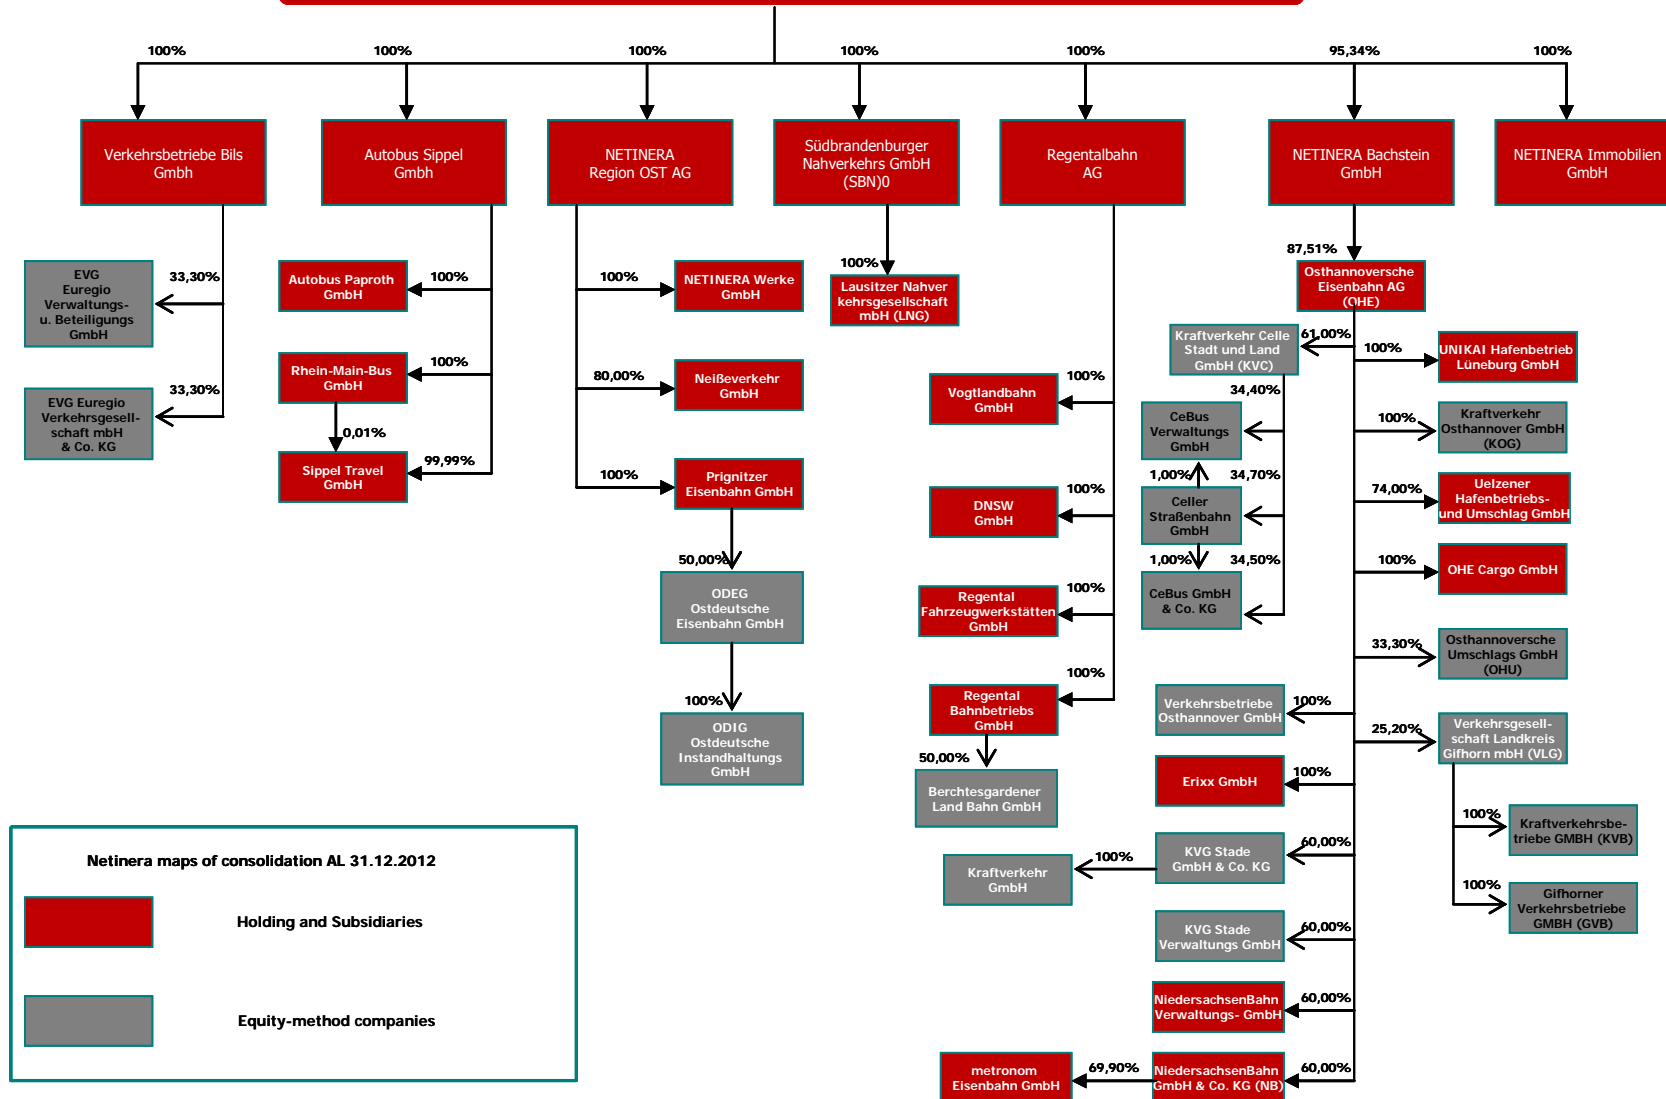 100%
100%
100%
100%
100%
95,34%
100%
Verkehrsbetriebe Bils
Gmbh
Autobus Sippel
Gmbh
NETINERA
Region OST AG
Südbrandenburger
Nahverkehrs GmbH
(SBN)0
Regentalbahn
AG
NETINERA Bachstein
GmbH
NETINERA Immobilien
GmbH
33,30%
EVG
Euregio
Verwaltungs-
u. Beteiligungs
GmbH
33,30%
EVG Euregio
Verkehrsgesell-
schaft mbH
& Co. KG
100%
Autobus Paproth
GmbH
100%
Rhein-Main-Bus
GmbH
0,01%
99,99%
Sippel Travel
GmbH
100%
NETINERA Werke
GmbH
80,00%
Neißeverkehr
GmbH
100%
Prignitzer
Eisenbahn GmbH
50,00%
ODEG
Ostdeutsche
Eisenbahn GmbH
100%
ODIG
Ostdeutsche
Instandhaltungs
GmbH
100%
Lausitzer Nahver
kehrsgesellschaft
mbH (LNG)
100%
Vogtlandbahn
GmbH
100%
DNSW
GmbH
100%
Regental
Fahrzeugwerkstätten
GmbH
100%
Regental
Bahnbetriebs
GmbH
50,00%
Berchtesgardener
Land Bahn GmbH
87,51%
Osthannoversche
Eisenbahn AG
(OHE)
61,00%
Kraftverkehr Celle
Stadt und Land
GmbH (KVC)
34,40%
CeBus
Verwaltungs
GmbH
1,00%
34,70%
Celler
Straßenbahn
GmbH
1,00%
34,50%
CeBus GmbH
& Co. KG
100%
UNIKAI Hafenbetrieb
Lüneburg GmbH
100%
Kraftverkehr
Osthannover GmbH
(KOG)
74,00%
Uelzener
Hafenbetriebs-
und Umschlag GmbH
100%
OHE Cargo GmbH
33,30%
Osthannoversche
Umschlags GmbH
(OHU)
100%
Verkehrsbetriebe
Osthannover GmbH
25,20%
Verkehrsgesell-
schaft Landkreis
Gifhorn mbH (VLG)
100%
Erixx GmbH
100%
Kraftverkehrsbe-
triebe GMBH (KVB)
60,00%
KVG Stade
GmbH & Co. KG
100%
Kraftverkehr
GmbH
100%
Gifhorner
Verkehrsbetriebe
GMBH (GVB)
60,00%
KVG Stade
Verwaltungs GmbH
60,00%
NiedersachsenBahn
Verwaltungs- GmbH
60,00%
NiedersachsenBahn
GmbH & Co. KG (NB)
69,90%
metronom
Eisenbahn GmbH
Netinera maps of consolidation AL 31.12.2012
Holding and Subsidiaries
Equity-method companies